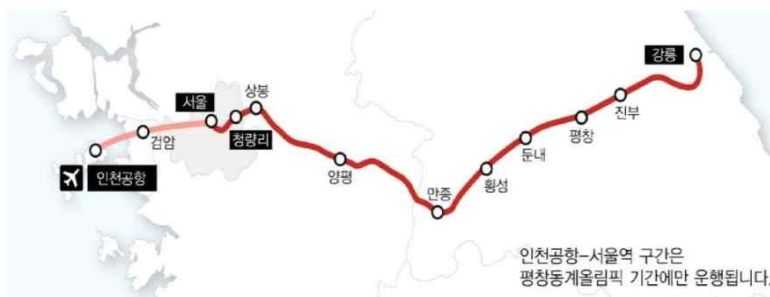 강릉
상봉
서울
진부
청량리
평창
검암
둔내
양평
인천공항
횡성
만종
인천공항-서울역 구간은
평창동계올림픽 기간에만 운행됩니다.